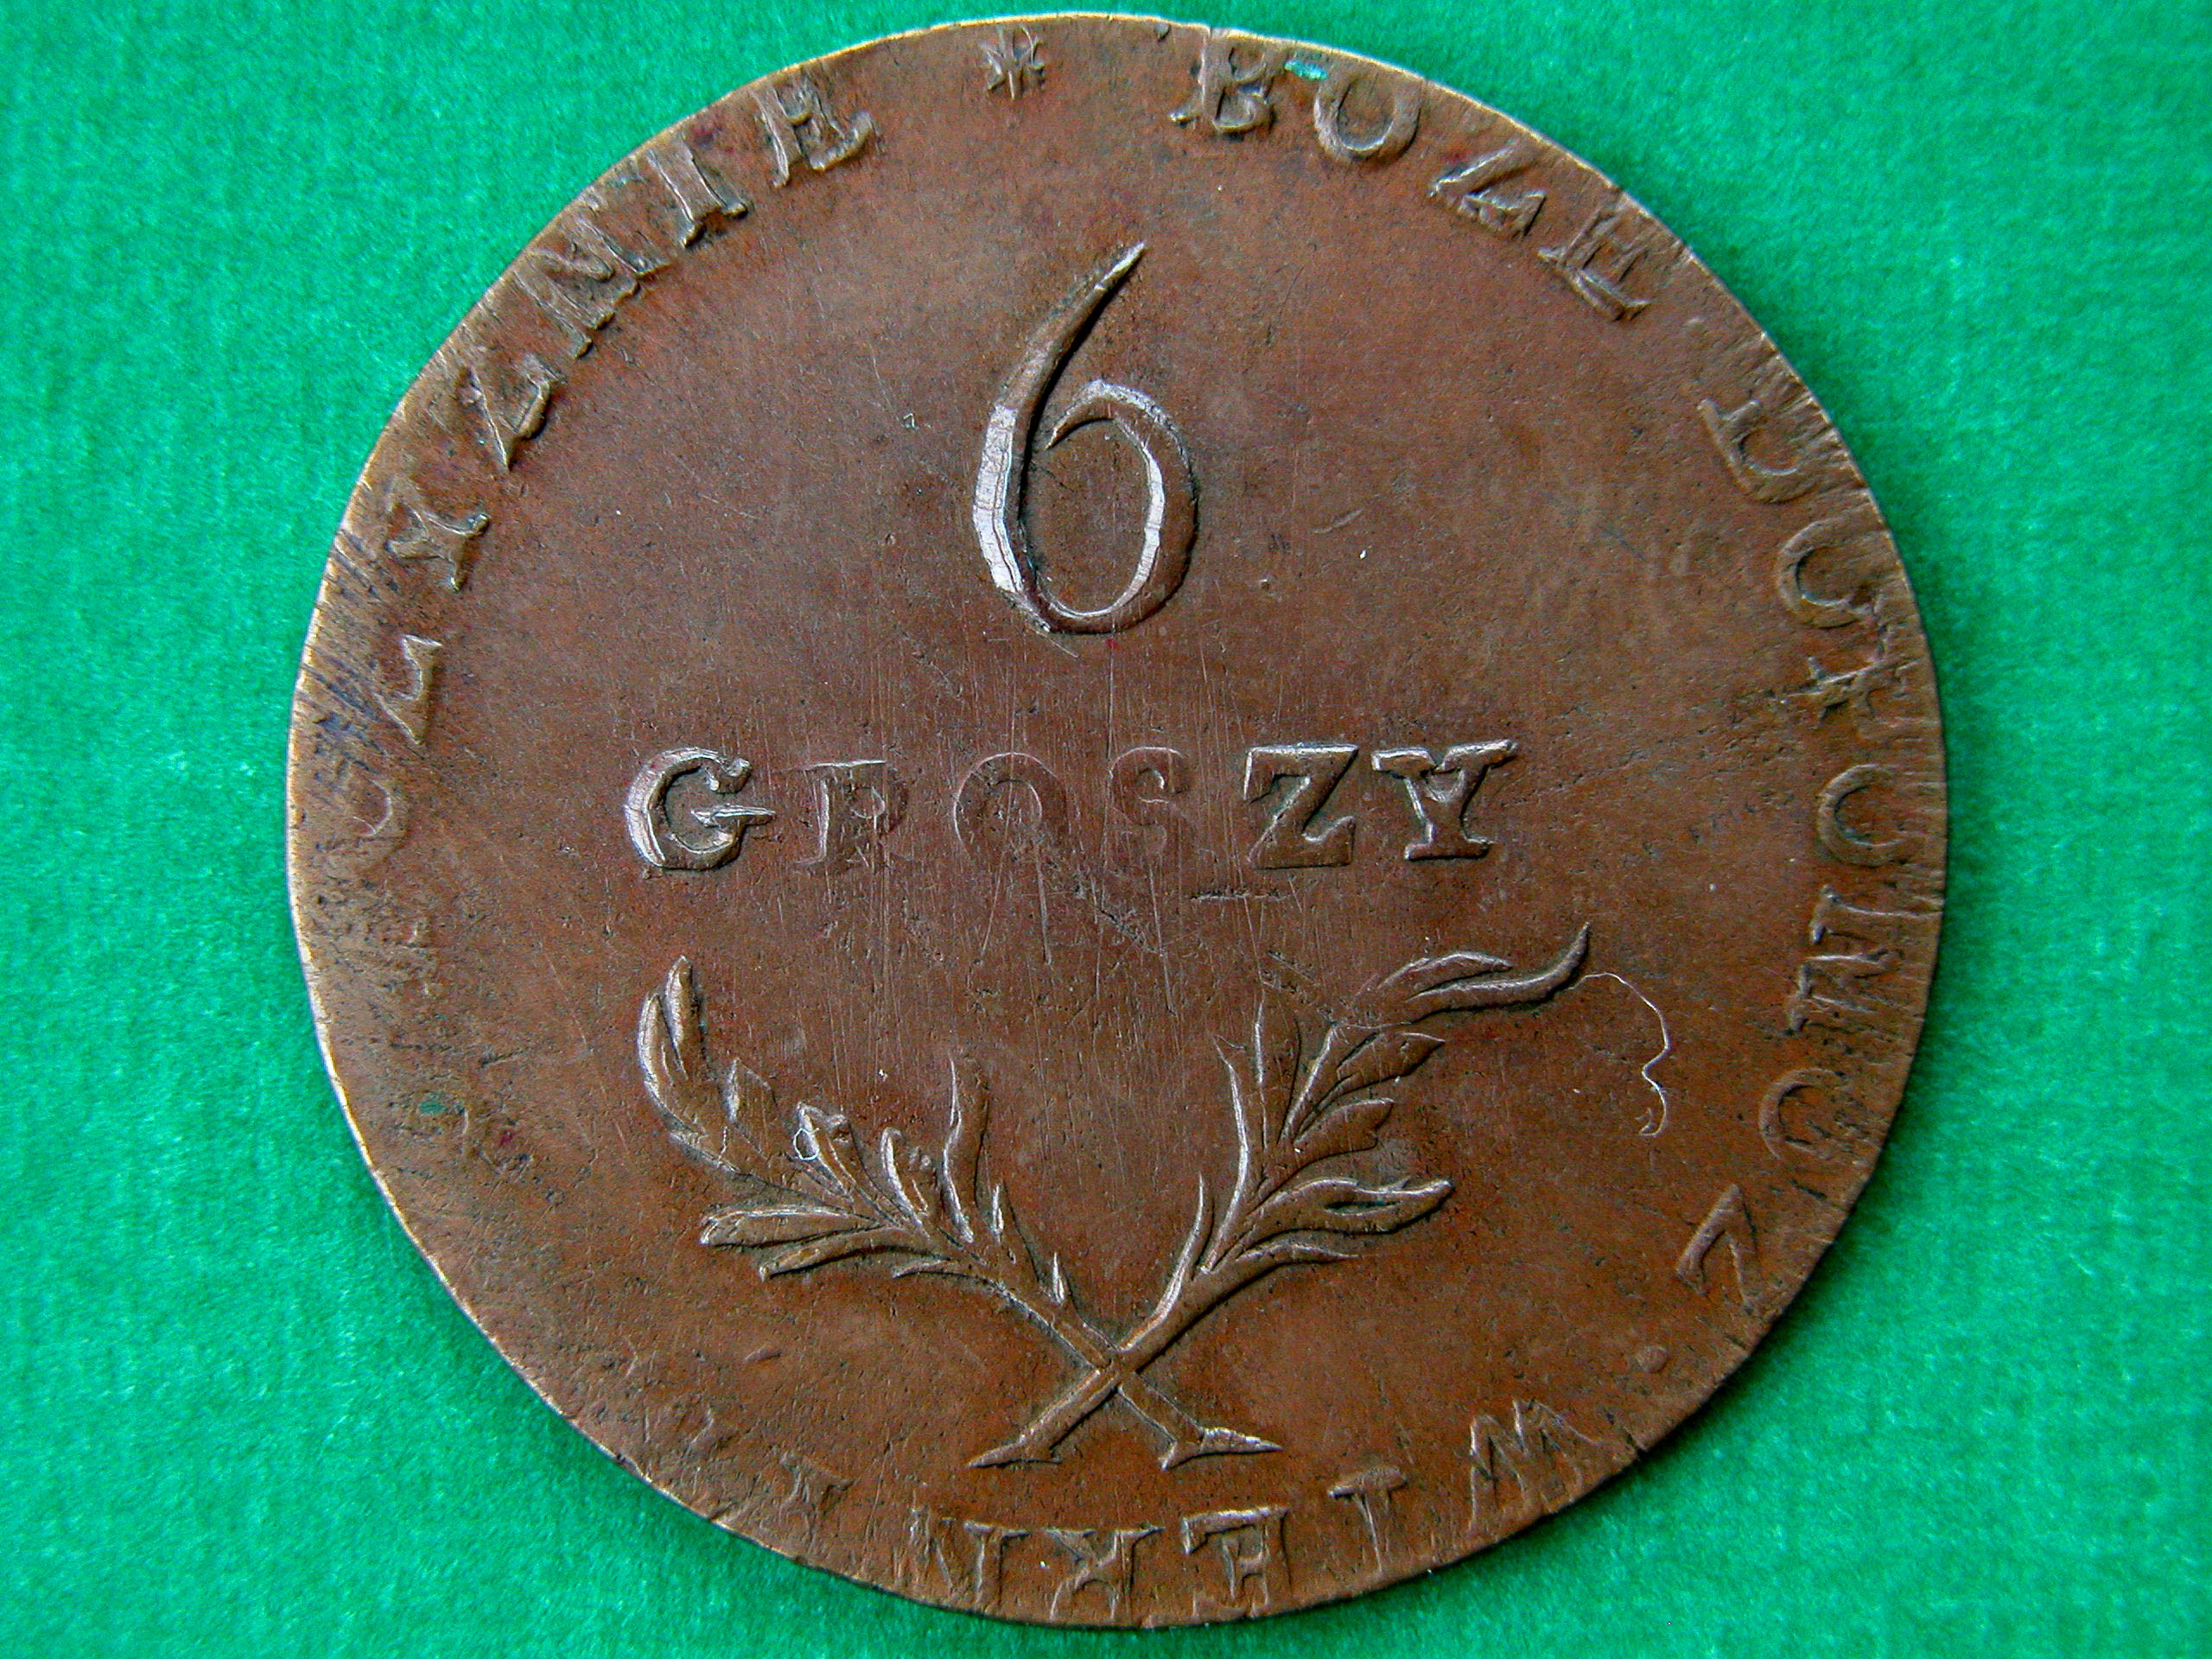 BOZE DOPOMOZ . WIERNYM OYCZYZNIE *
6
GROSZY